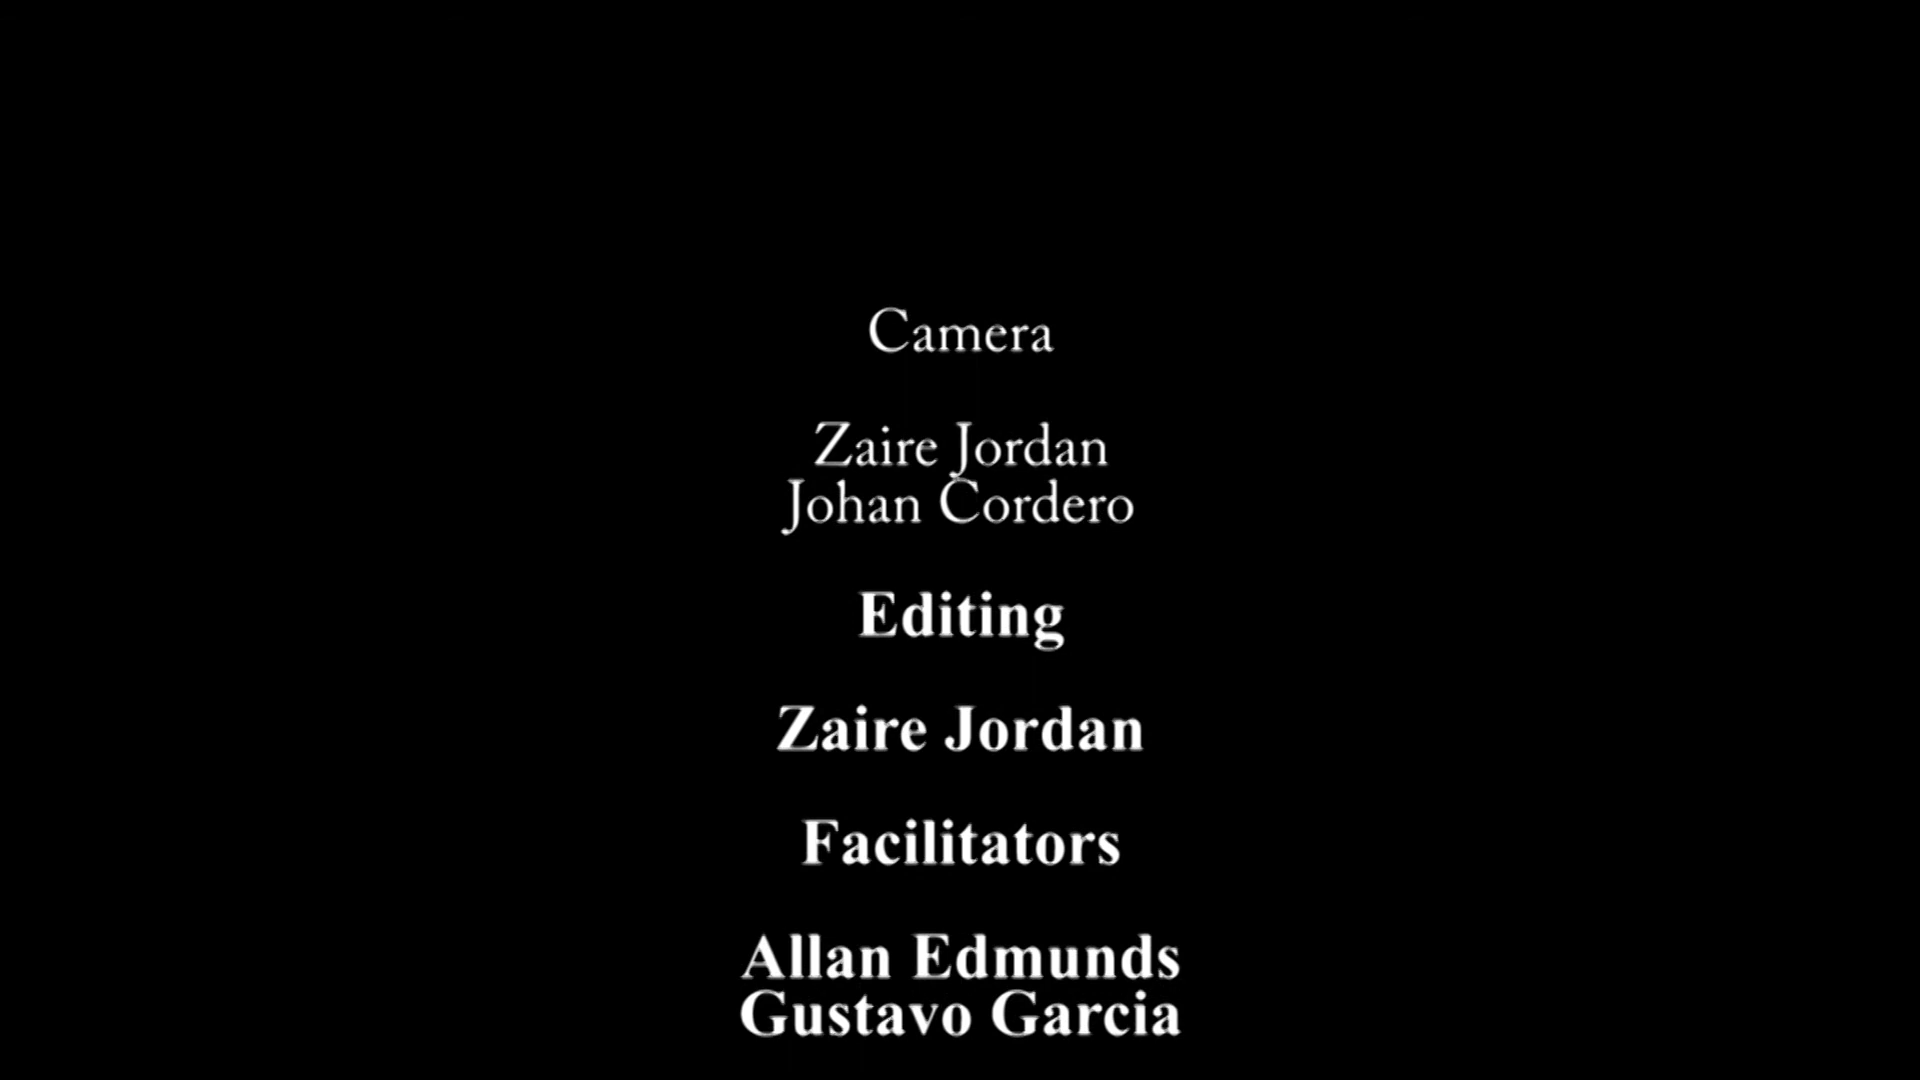 Camera
Zaire Jordan
Johan Cordero
Editing
Zaire Jordan
Facilitators
Allan Edmunds
Gustavo Garcia